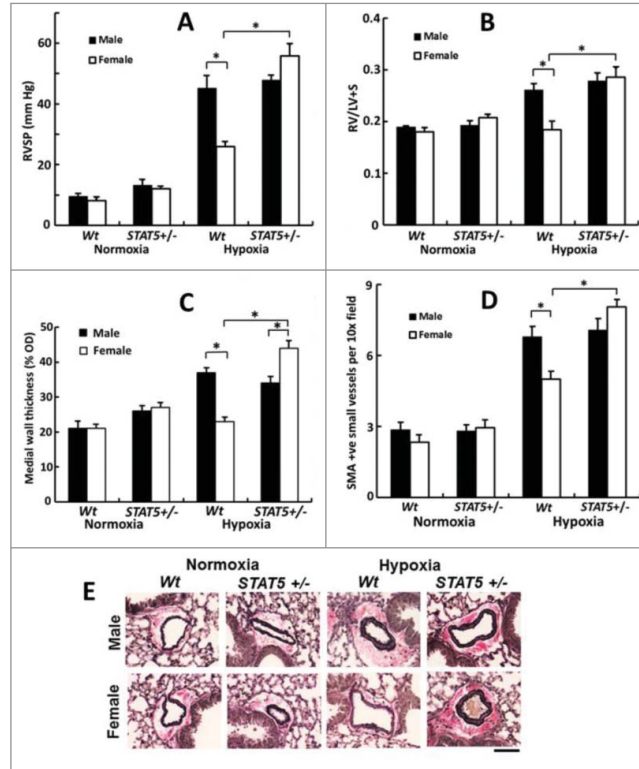 A
RVSP (mm Hg)
60
40
20
0
Male
Female
*
*
Wt STAT5+/- Wt STAT5+/-
Normoxia Hypoxia
B
RV/LV+S
0.4
0.3
0.2
0.1
0
Male
Female
*
*
Wt STAT5+/- Wt STAT5+/-
Normoxia Hypoxia
C
Medial wall thickness (% OD)
50
40
30
20
10
0
Male
Female
*
*
*
Wt STAT5+/- Wt STAT5+/-
Normoxia Hypoxia
D
SMA +ve small vessels per 10x field
9
6
3
0
Male
Female
*
*
Wt STAT5+/- Wt STAT5+/-
Normoxia Hypoxia
E
Normoxia Hypoxia
Wt STAT5 +/- Wt STAT5 +/-
Male
Female